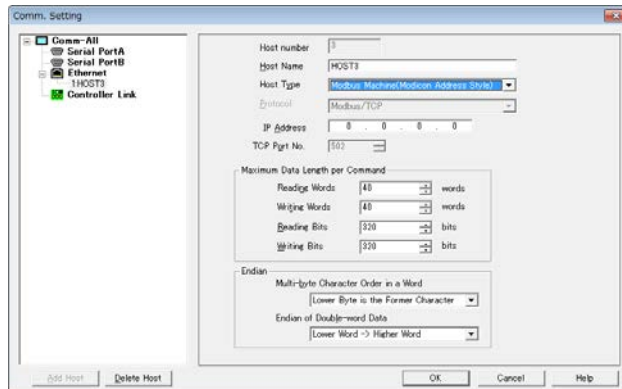 Comm. Setting
Comm-All
Serial PortA
Serial PortB
Ethernet
1:HOST3
Controller Link
Host number 3
Host Name HOST3
Host Type Modbus Machine(Modicon Address Style)
Protocol Modbus/TCP
IP Address 0 . 0 . 0 . 0
TCP Port No. 502
Maximum Data Length per Command
Reading Words 40 words
Writing Words 40 words
Reading Bits 320 bits
Writing Bits 320 bits
Endian
Multi-byte Character Order in a Word
Lower Byte is the Former Character
Endian of Double-word Data
Lower Word -> Higher Word
Add Host Delete Host OK Cancel Help